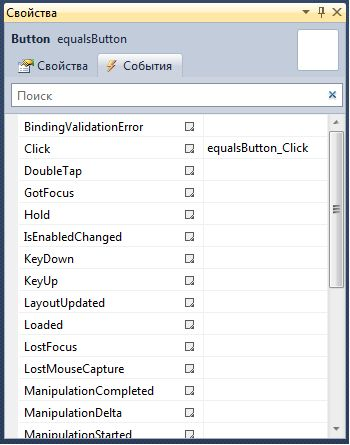 Свойства
Button equalsButton
Свойства События
Поиск
BindingValidationError
Click equalsButton_Click
DoubleTap
GotFocus
Hold
IsEnabledChanged
KeyDown
KeyUp
LayoutUpdated
Loaded
LostFocus
LostMouseCapture
ManipulationCompleted
ManipulationDelta
ManipulationStarted